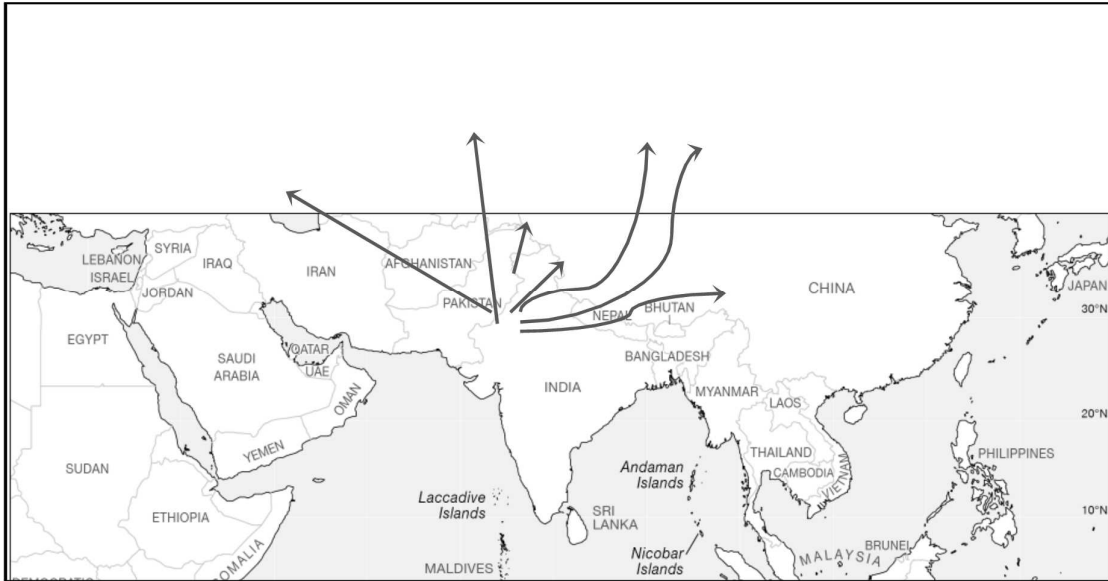 SYRIA
LEBANON
ISRAEL
IRAQ
IRAN
AFGHANISTAN
JORDAN
PAKISTAN
CHINA
JAPAN
NEPAL
BHUTAN
30°N
EGYPT
QATAR
SAUDI
ARABIA
UAE
OMAN
BANGLADESH
INDIA
MYANMAR
LAOS
20°N
YEMEN
SUDAN
THAILAND
CAMBODIA
VIETNAM
PHILIPPINES
Andaman
Islands
Laccadive
Islands
SRI
LANKA
10°N
ETHIOPIA
SOMALIA
Nicobar
Islands
BRUNEI
MALAYSIA
MALDIVES
DEMOCRATIC